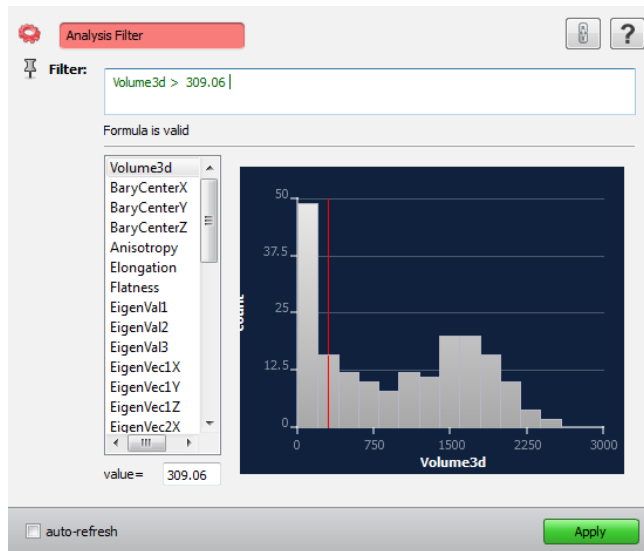 Analysis Filter
?
Filter:
Volume3d > 309.06
Formula is valid
Volume3d
BaryCenterX
BaryCenterY
BaryCenterZ
Anisotropy
Elongation
Flatness
EigenVal1
EigenVal2
EigenVal3
EigenVec1X
EigenVec1Y
EigenVec1Z
EigenVec2X
value= 309.06
50
37.5
25
12.5
0
count
0 750 1500 2250 3000
Volume3d
auto-refresh
Apply